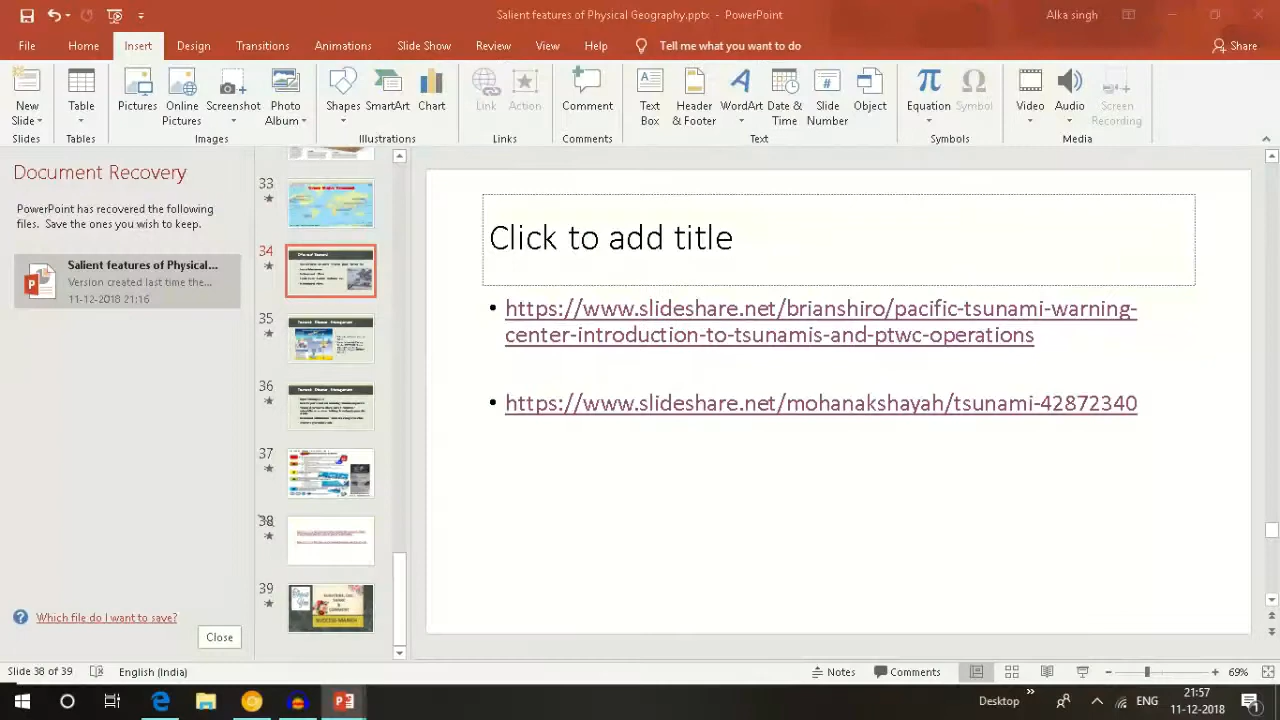 Salient features of Physical Geography.pptx - PowerPoint
Alka singh
File Home Insert Design Transitions Animations Slide Show Review View Help Tell me what you want to do Share
New Slide Table Pictures Online Pictures Screenshot Photo Album Shapes SmartArt Chart Link Action Comment Text Box Header & Footer WordArt Date & Time Slide Number Object Equation Symbol Video Audio Screen Recording
Slides Tables Images Illustrations Links Comments Text Symbols Media
Document Recovery
PowerPoint has recovered the following
files. Save the ones you wish to keep.
Salient features of Physical...
Version created last time the...
11-12-2018 21:16
Which file do I want to save?
Close
33
34
35
Tsunami Disaster Management
36
Tsunami Disaster Management
37
38
39
Click to add title
• https://www.slideshare.net/brianshiro/pacific-tsunami-warning-
center-introduction-to-tsunamis-and-ptwc-operations
• https://www.slideshare.net/mohanakshayah/tsunami-42872340
Slide 38 of 39 English (India) Notes Comments 69%
Desktop ENG 21:57
11-12-2018
1